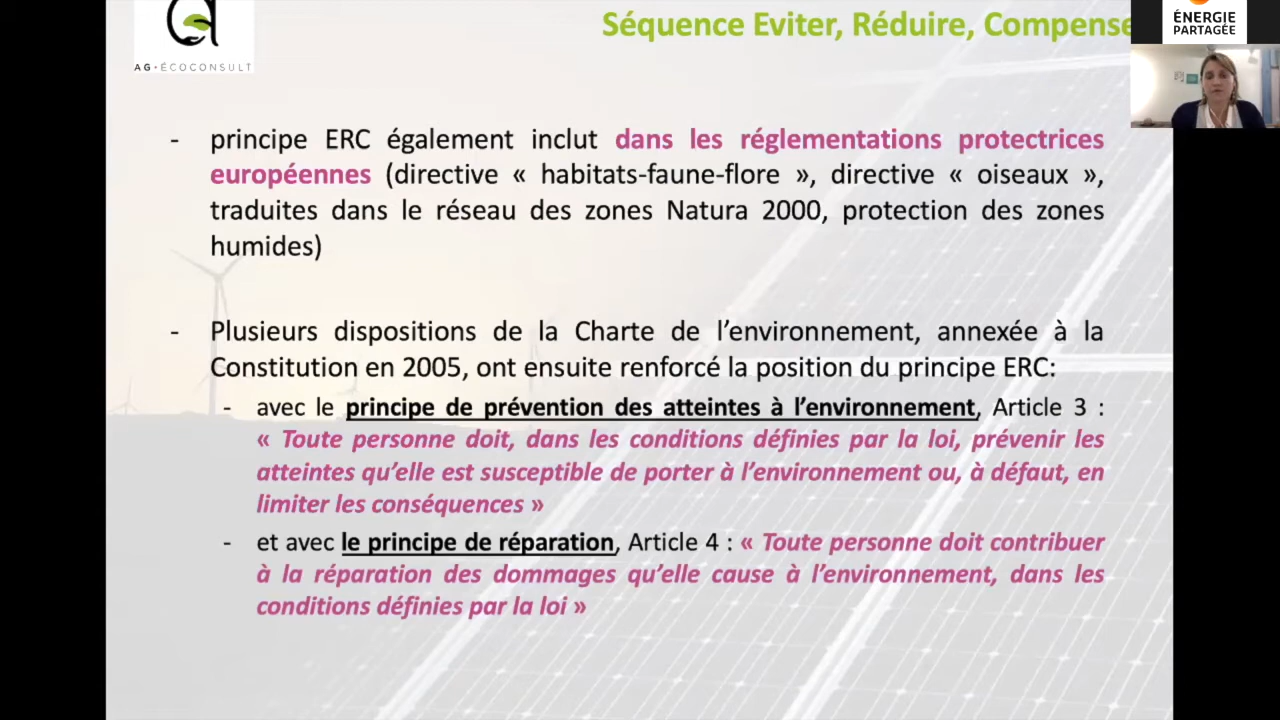 AG•ÉCOCONSULT
Séquence Eviter, Réduire, Compense
ÉNERGIE
PARTAGÉE
- principe ERC également inclut dans les réglementations protectrices
européennes (directive « habitats-faune-flore », directive « oiseaux »,
traduites dans le réseau des zones Natura 2000, protection des zones
humides)
- Plusieurs dispositions de la Charte de l’environnement, annexée à la
Constitution en 2005, ont ensuite renforcé la position du principe ERC:
- avec le principe de prévention des atteintes à l’environnement, Article 3 :
« Toute personne doit, dans les conditions définies par la loi, prévenir les
atteintes qu’elle est susceptible de porter à l’environnement ou, à défaut, en
limiter les conséquences »
- et avec le principe de réparation, Article 4 : « Toute personne doit contribuer
à la réparation des dommages qu’elle cause à l’environnement, dans les
conditions définies par la loi »